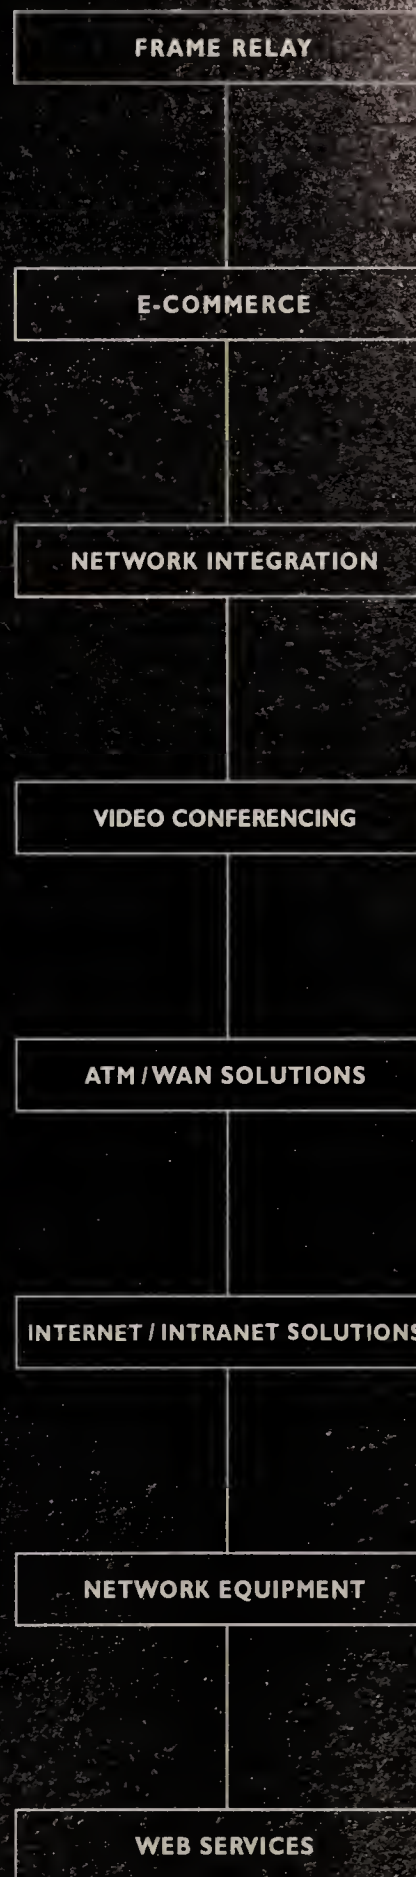 FRAME RELAY
E-COMMERCE
NETWORK INTEGRATION
VIDEO CONFERENCING
ATM / WAN SOLUTIONS
INTERNET / INTRANET SOLUTIONS
NETWORK EQUIPMENT
WEB SERVICES